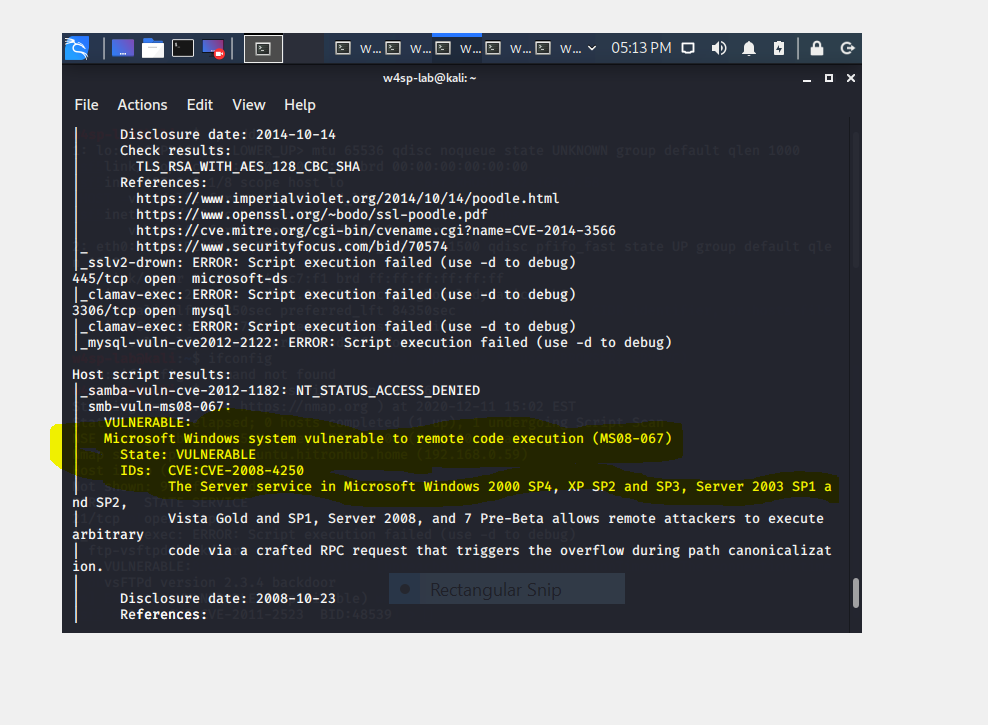 W... W... W... W... W... 05:13 PM
w4sp-lab@kali: ~
File Actions Edit View Help
Disclosure date: 2014-10-14
Check results:
TLS_RSA_WITH_AES_128_CBC_SHA
References:
https://www.imperialviolet.org/2014/10/14/poodle.html
https://www.openssl.org/~bodo/ssl-poodle.pdf
https://cve.mitre.org/cgi-bin/cvename.cgi?name=CVE-2014-3566
|_      https://www.securityfocus.com/bid/70574
|_sslv2-drown: ERROR: Script execution failed (use -d to debug)
445/tcp open  microsoft-ds
|_clamav-exec: ERROR: Script execution failed (use -d to debug)
3306/tcp open  mysql
|_clamav-exec: ERROR: Script execution failed (use -d to debug)
|_mysql-vuln-cve2012-2122: ERROR: Script execution failed (use -d to debug)
Host script results:
|_samba-vuln-cve-2012-1182: NT_STATUS_ACCESS_DENIED
| smb-vuln-ms08-067:
|   VULNERABLE:
|   Microsoft Windows system vulnerable to remote code execution (MS08-067)
|     State: VULNERABLE
|     IDs:  CVE:CVE-2008-4250
|           The Server service in Microsoft Windows 2000 SP4, XP SP2 and SP3, Server 2003 SP1 a
nd SP2,
|           Vista Gold and SP1, Server 2008, and 7 Pre-Beta allows remote attackers to execute
arbitrary
|           code via a crafted RPC request that triggers the overflow during path canonicalizat
ion.
|     Disclosure date: 2008-10-23
|     References:
Rectangular Snip